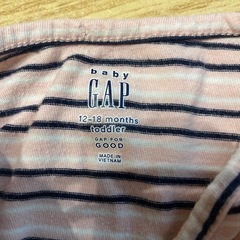 baby
GAP
12-18 months
toddler
GAP FOR
GOOD
MADE IN
VIETNAM